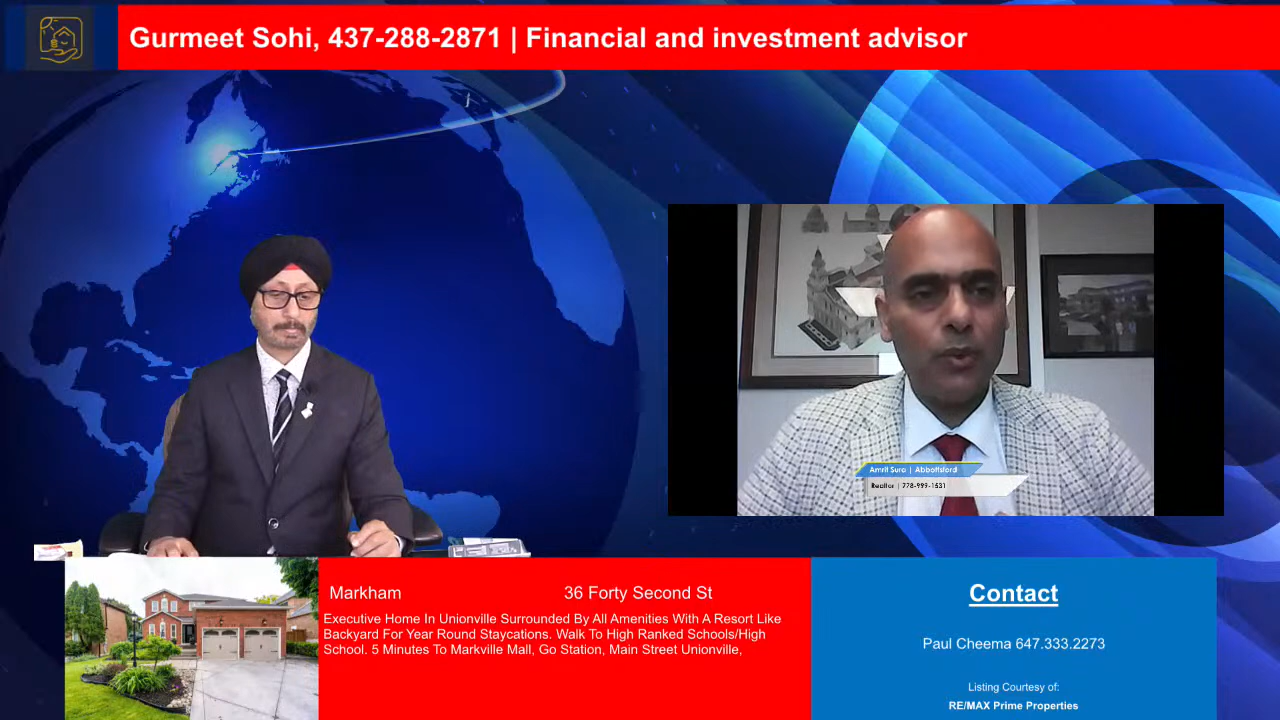 Gurmeet Sohi, 437-288-2871 | Financial and investment advisor
Amrit Sura | Abbottsford
Realtor | 778-999-1531
Markham
36 Forty Second St
Executive Home In Unionville Surrounded By All Amenities With A Resort Like
Backyard For Year Round Staycations. Walk To High Ranked Schools/High
School. 5 Minutes To Markville Mall, Go Station, Main Street Unionville,
Contact
Paul Cheema 647.333.2273
Listing Courtesy of:
RE/MAX Prime Properties